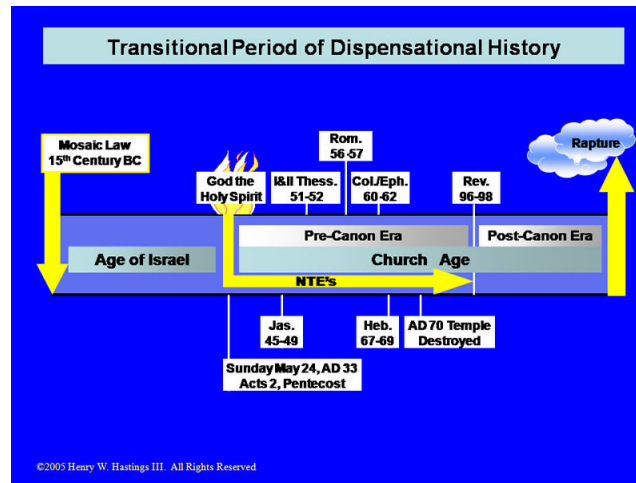 Transitional Period of Dispensational History
Mosaic Law
15th Century BC
God the
Holy Spirit
I&II Thess.
51-52
Rom.
56-57
Col./Eph.
60-62
Rev.
96-98
Rapture
Pre-Canon Era
Post-Canon Era
Age of Israel
Church Age
NTE's
Jas.
45-49
Heb.
67-69
AD 70 Temple
Destroyed
Sunday May 24, AD 33
Acts 2, Pentecost
©2005 Henry W. Hastings III. All Rights Reserved